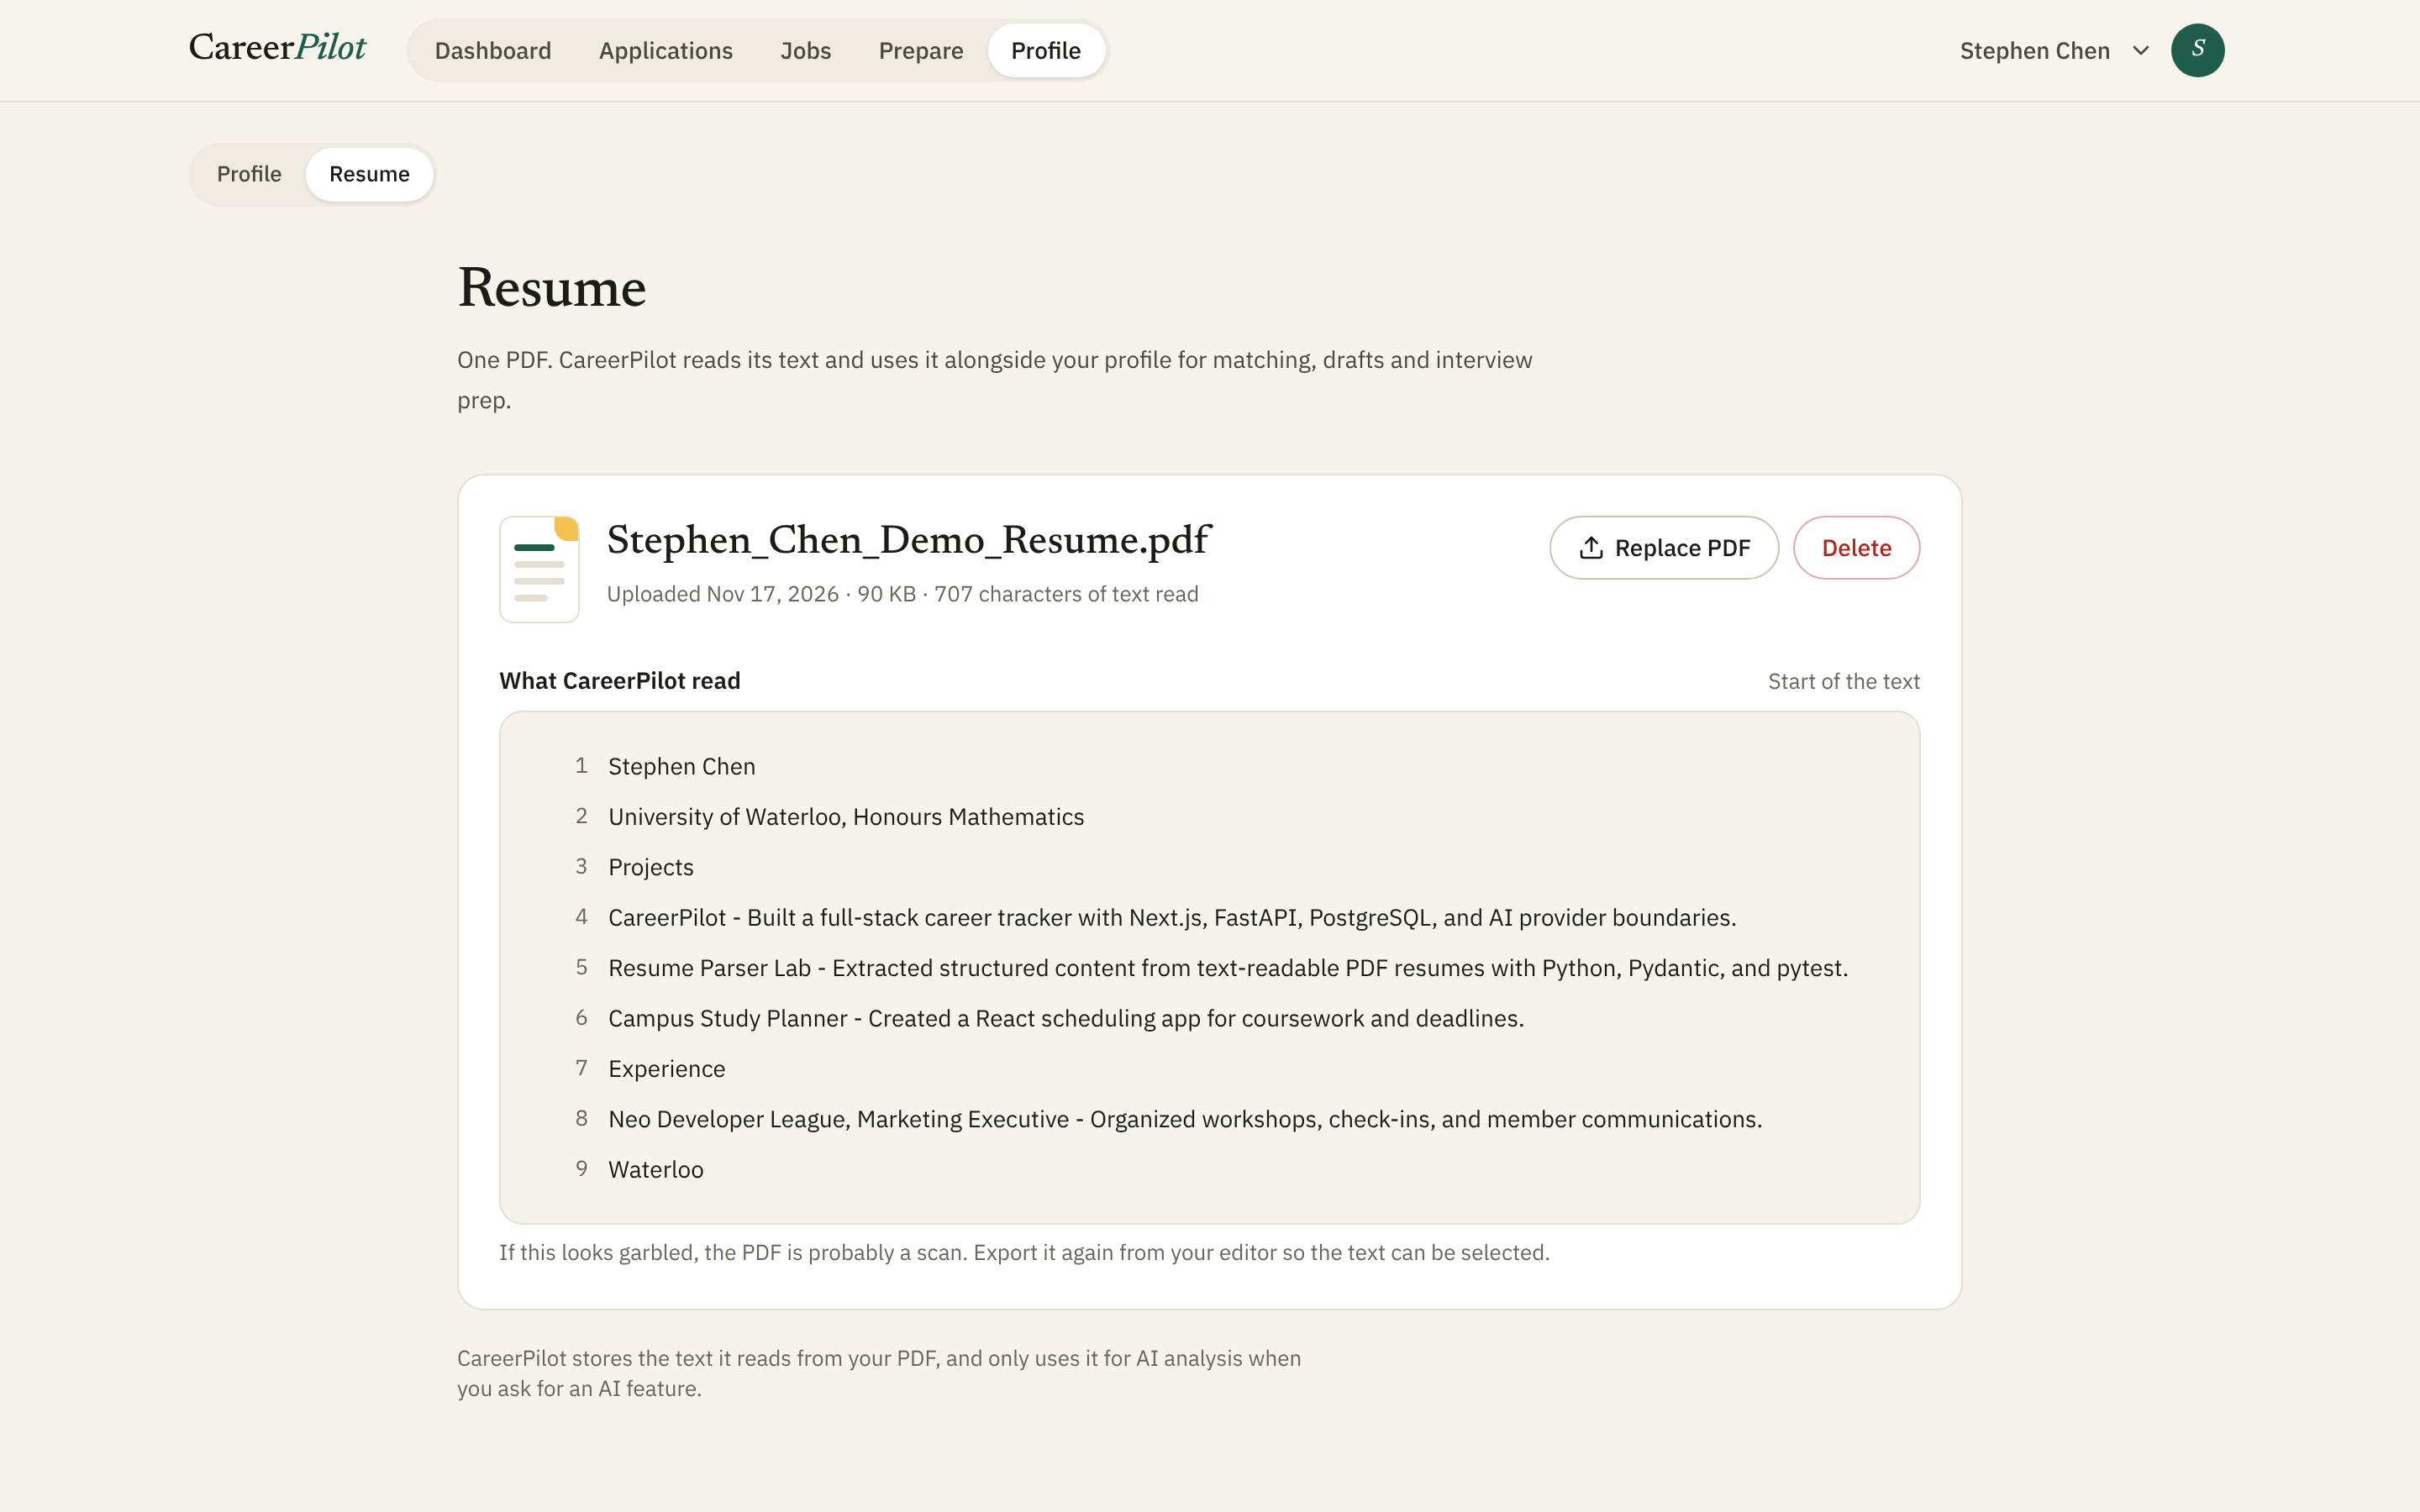 CareerPilot
Dashboard
Applications
Jobs
Prepare
Profile
Stephen Chen
S
Profile
Resume
Resume
One PDF. CareerPilot reads its text and uses it alongside your profile for matching, drafts and interview
prep.
Stephen_Chen_Demo_Resume.pdf
Uploaded Nov 17, 2026 · 90 KB · 707 characters of text read
Replace PDF
Delete
What CareerPilot read
Start of the text
1 Stephen Chen
2 University of Waterloo, Honours Mathematics
3 Projects
4 CareerPilot - Built a full-stack career tracker with Next.js, FastAPI, PostgreSQL, and AI provider boundaries.
5 Resume Parser Lab - Extracted structured content from text-readable PDF resumes with Python, Pydantic, and pytest.
6 Campus Study Planner - Created a React scheduling app for coursework and deadlines.
7 Experience
8 Neo Developer League, Marketing Executive - Organized workshops, check-ins, and member communications.
9 Waterloo
If this looks garbled, the PDF is probably a scan. Export it again from your editor so the text can be selected.
CareerPilot stores the text it reads from your PDF, and only uses it for AI analysis when
you ask for an AI feature.